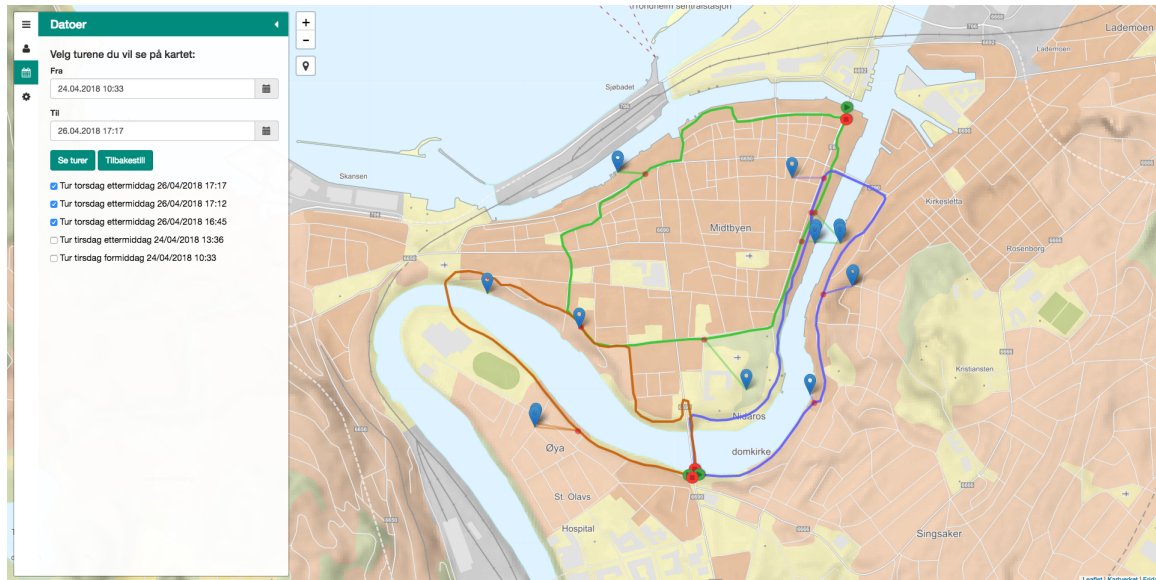 Datoer
Velg turene du vil se på kartet:
Fra
24.04.2018 10:33
Til
26.04.2018 17:17
Se turer Tilbakestill
Tur torsdag ettermiddag 26/04/2018 17:17
Tur torsdag ettermiddag 26/04/2018 17:12
Tur torsdag ettermiddag 26/04/2018 16:45
Tur tirsdag ettermiddag 24/04/2018 13:36
Tur tirsdag formiddag 24/04/2018 10:33
+
−
Trondheim sentralstasjon
Lademoen
Lademoen
Sjøbadet
Skansen
Kirkesletta
Midtbyen
Rosenborg
Kristiansten
Nidaros
domkirke
Øya
St. Olavs
Hospital
Singsaker
Leaflet | Kartverket |